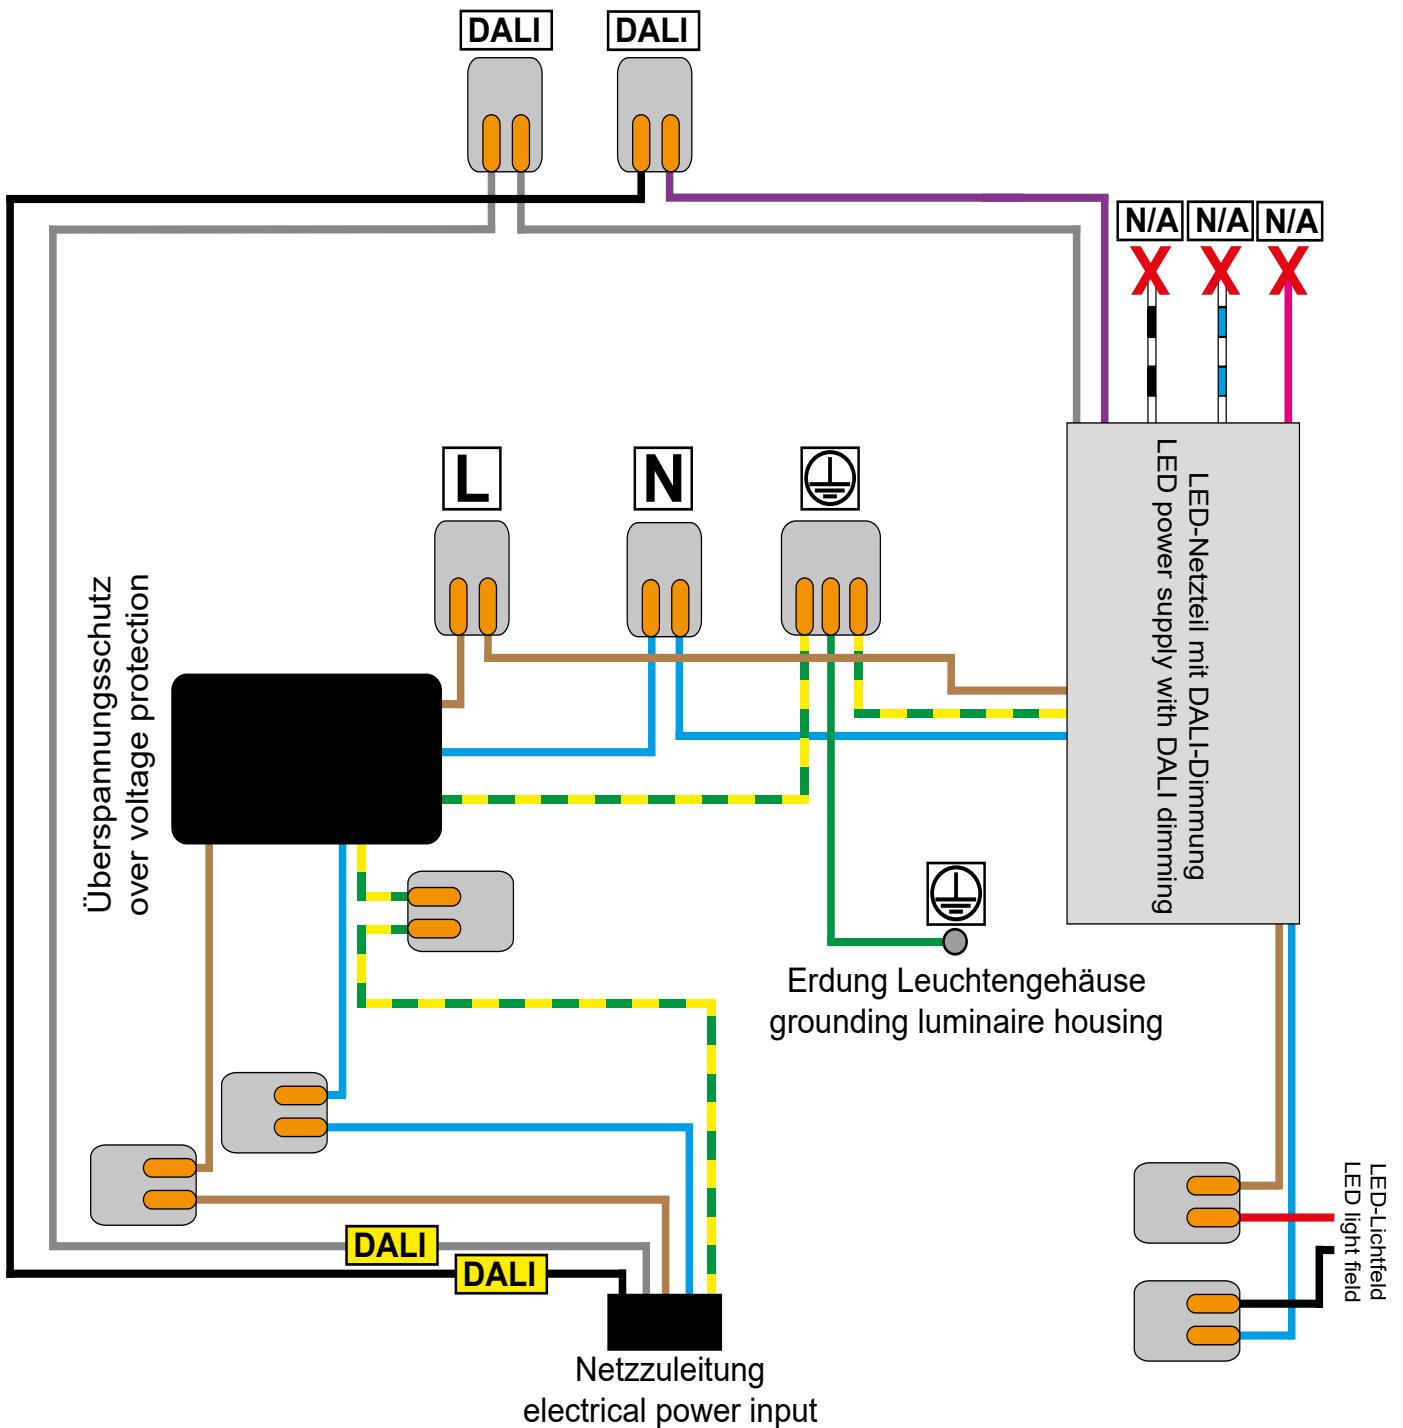 DALI
DALI
N/A
N/A
N/A
L
N
LED-Netzteil mit DALI-Dimmung
LED power supply with DALI dimming
Überspannungsschutz
over voltage protection
Erdung Leuchtengehäuse
grounding luminaire housing
LED-Lichtfeld
LED light field
DALI
DALI
Netzzuleitung
electrical power input